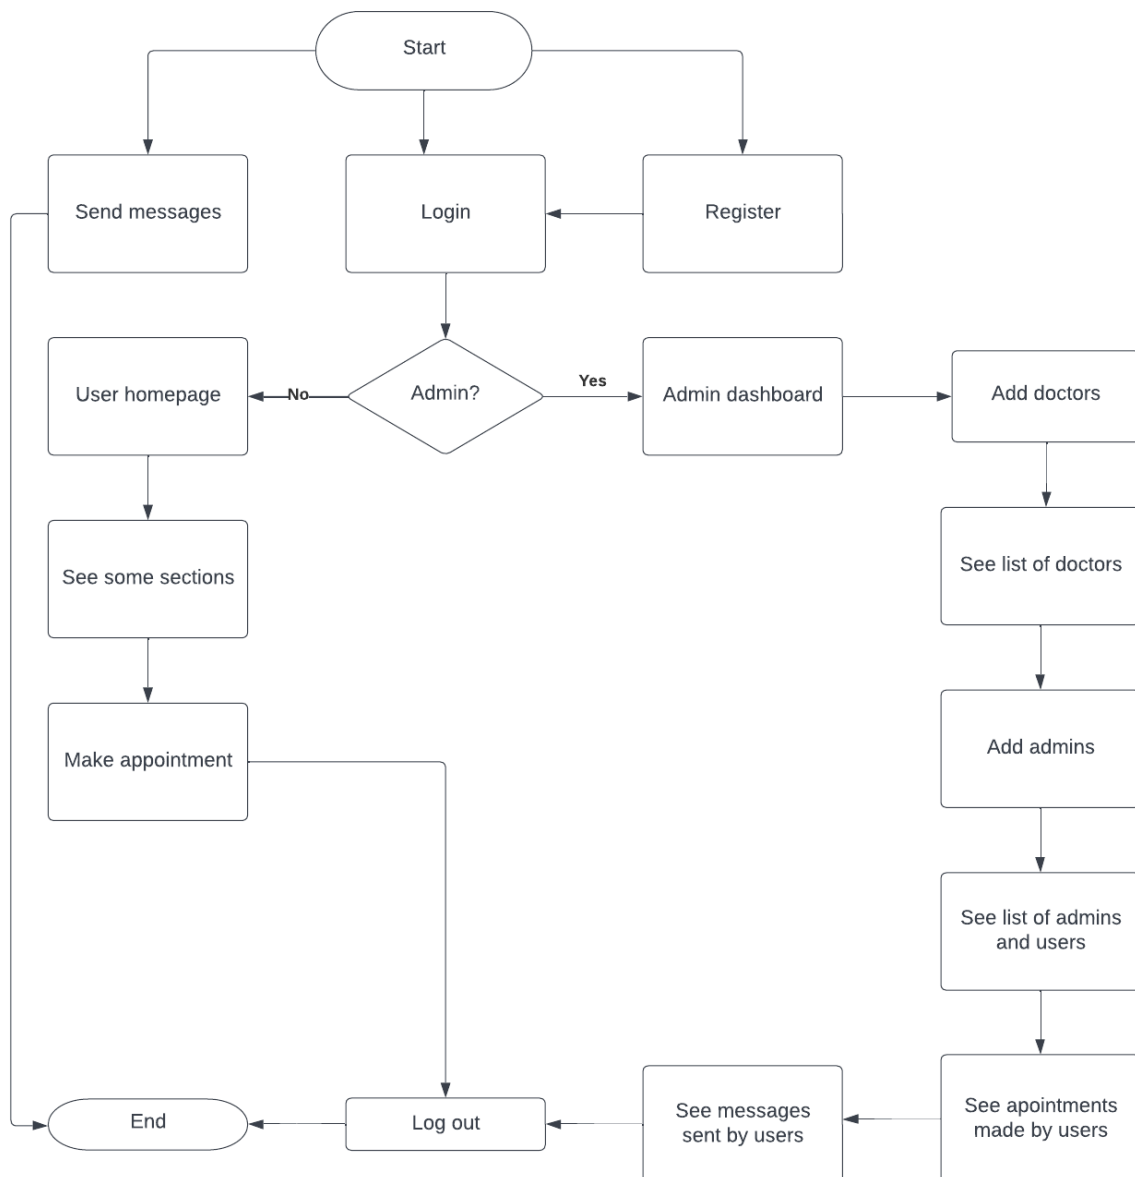 Start
Send messages
Login
Register
User homepage
No
Admin?
Yes
Admin dashboard
Add doctors
See some sections
See list of doctors
Make appointment
Add admins
See list of admins
and users
End
Log out
See messages
sent by users
See apointments
made by users